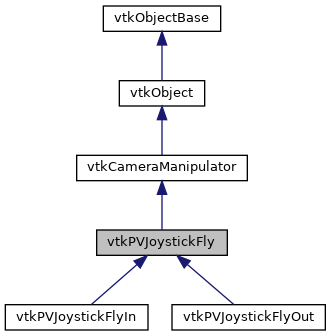 vtkObjectBase
vtkObject
vtkCameraManipulator
vtkPVJoystickFly
vtkPVJoystickFlyIn
vtkPVJoystickFlyOut